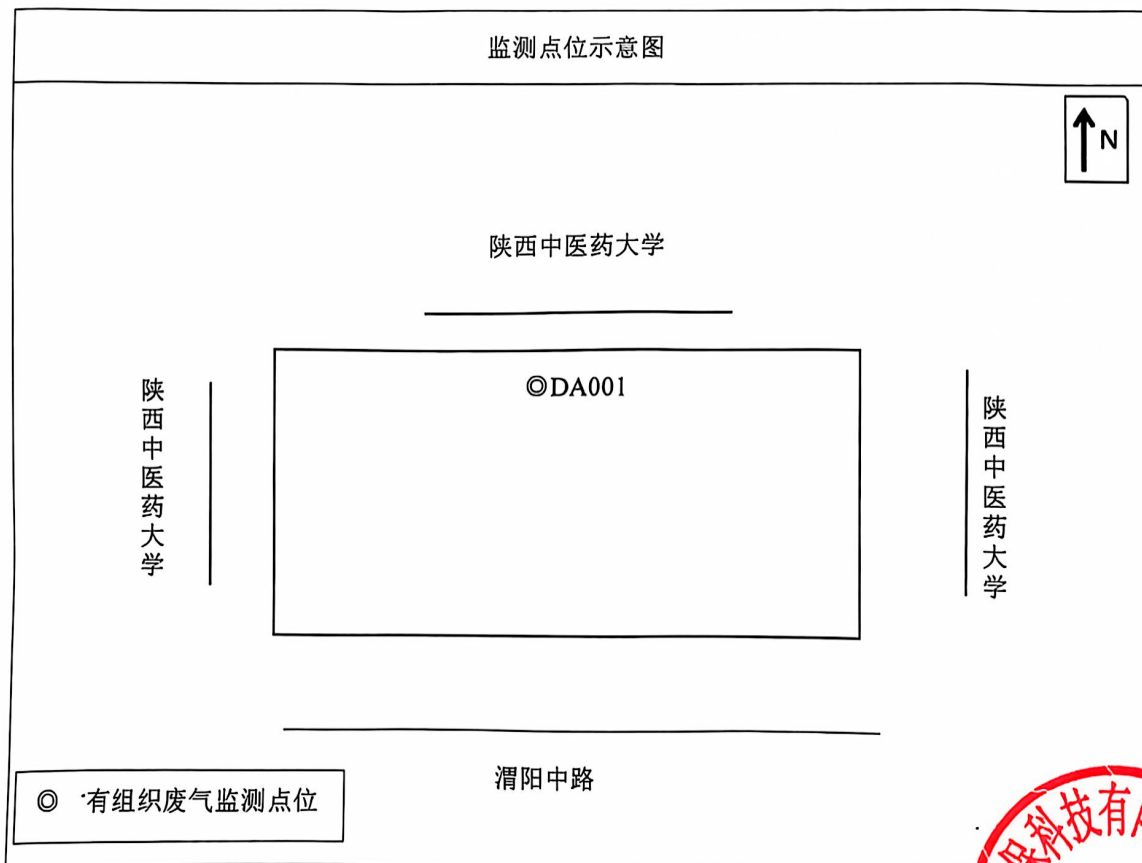 监测点位示意图
N
陕西中医药大学
◎DA001
陕西中医药大学
陕西中医药大学
渭阳中路
◎ 有组织废气监测点位
保科技有